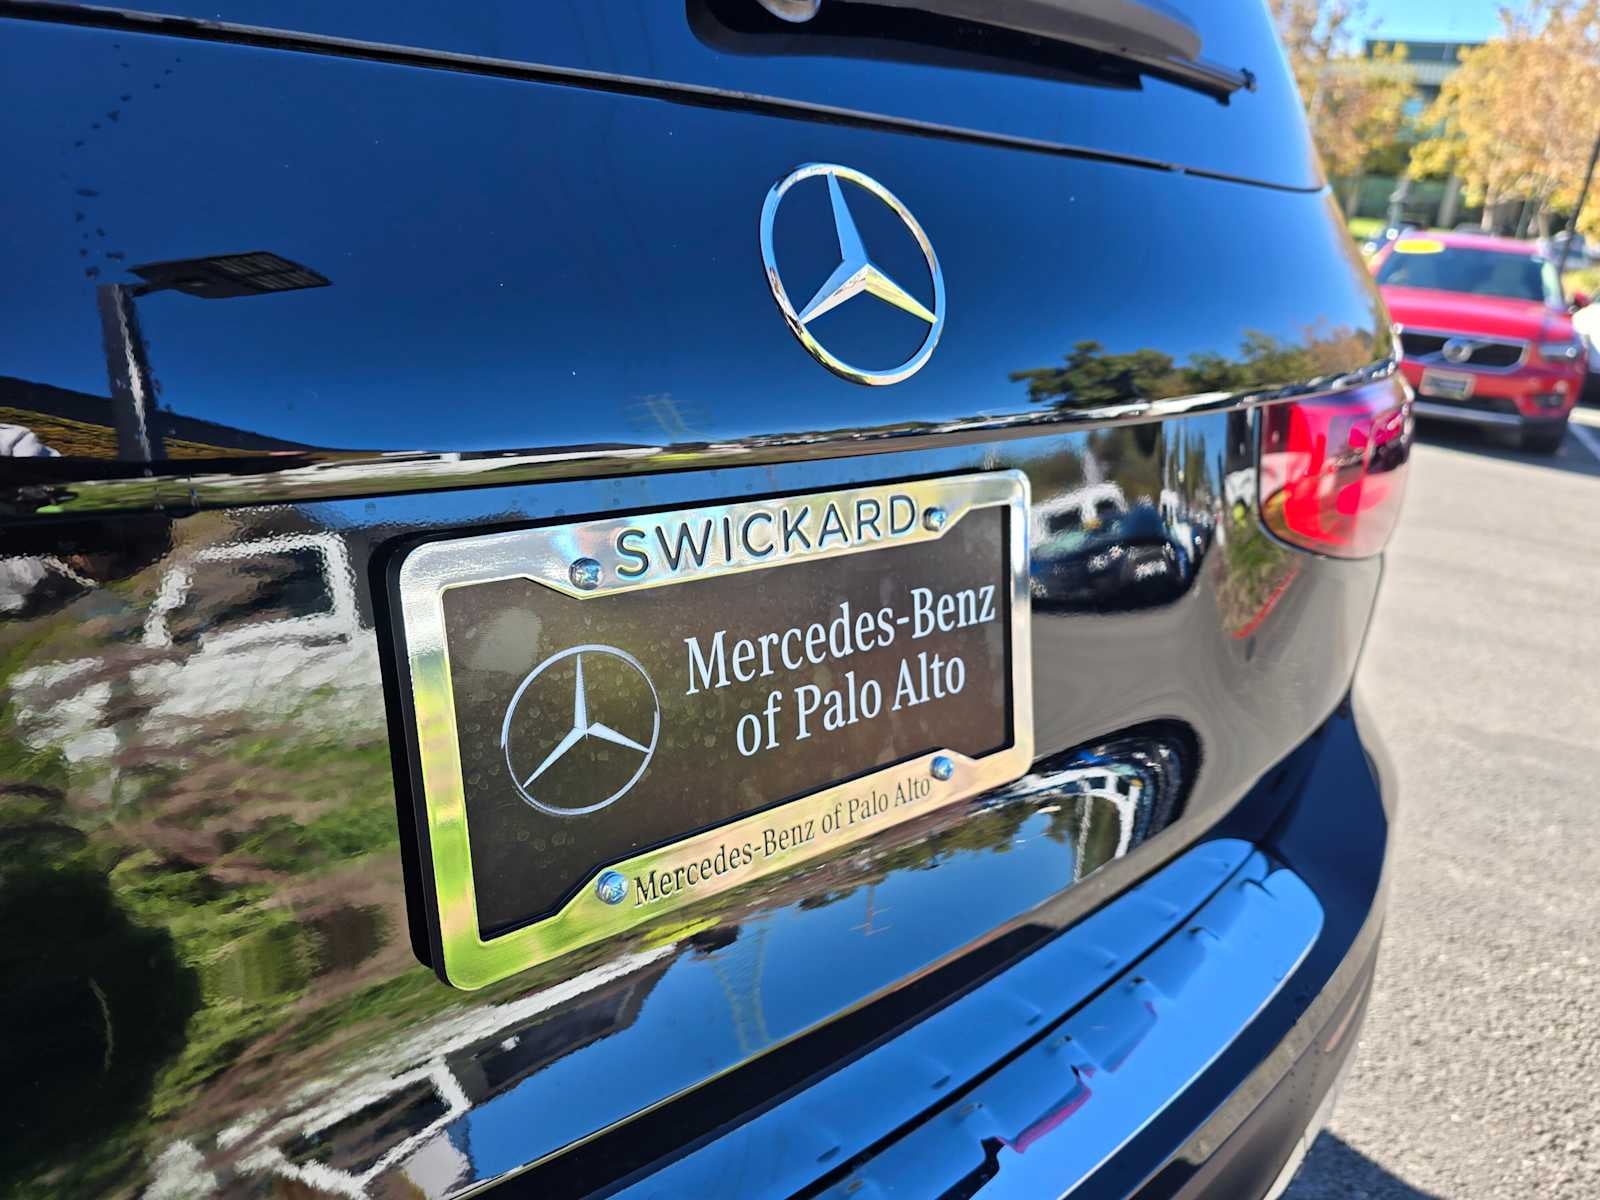 SWICKARD
Mercedes-Benz
of Palo Alto
Mercedes-Benz of Palo Alto